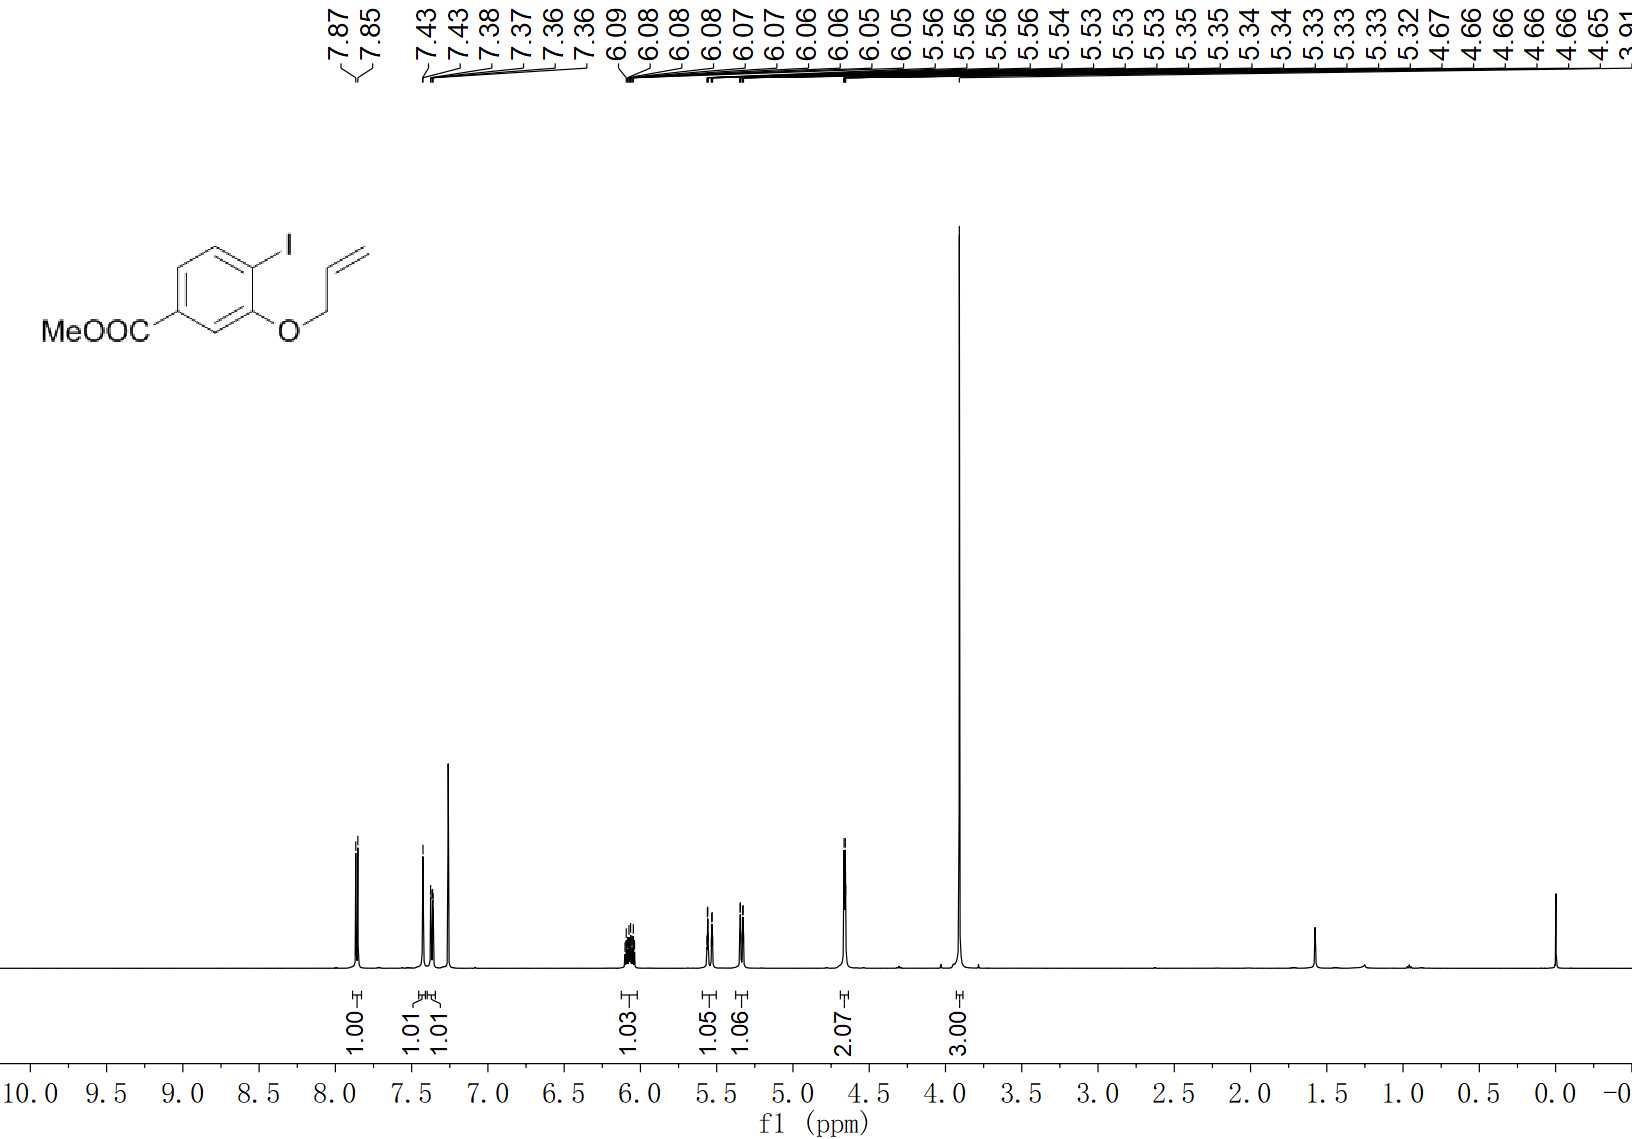 7.87 7.85 7.43 7.43 7.38 7.37 7.36 7.36 6.09 6.08 6.08 6.08 6.07 6.07 6.06 6.06 6.05 6.05 5.56 5.56 5.56 5.56 5.54 5.53 5.53 5.53 5.35 5.35 5.34 5.34 5.33 5.33 5.33 5.32 4.67 4.66 4.66 4.66 4.66 4.65 3.91
I
MeOOC
O
1.00 1.01 1.01 1.03 1.05 1.06 2.07 3.00
10.0 9.5 9.0 8.5 8.0 7.5 7.0 6.5 6.0 5.5 5.0 4.5 4.0 3.5 3.0 2.5 2.0 1.5 1.0 0.5 0.0 -0
f1 (ppm)